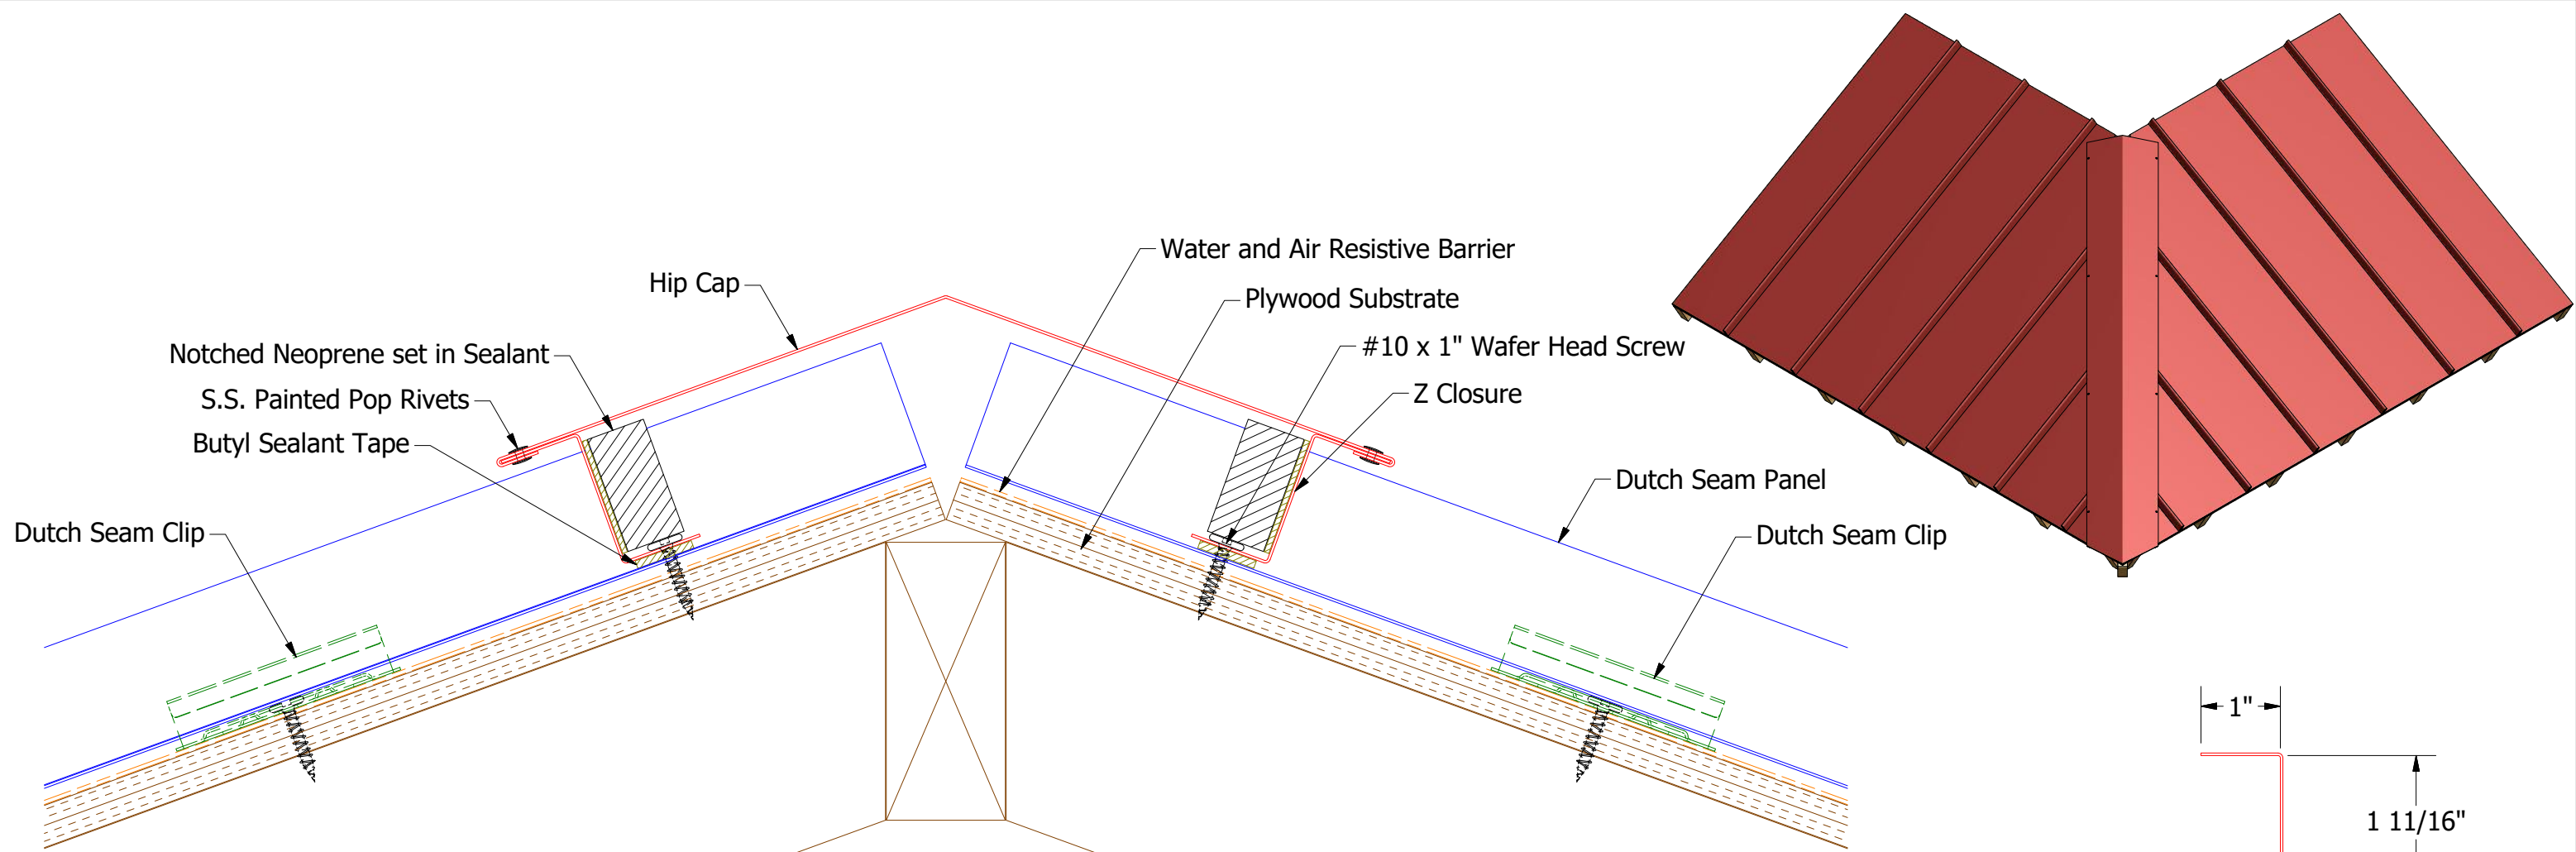 Water and Air Resistive Barrier
Hip Cap
Plywood Substrate
Notched Neoprene set in Sealant
#10 x 1" Wafer Head Screw
S.S. Painted Pop Rivets
Z Closure
Butyl Sealant Tape
Dutch Seam Panel
Dutch Seam Clip
Dutch Seam Clip
1"
1 11/16"